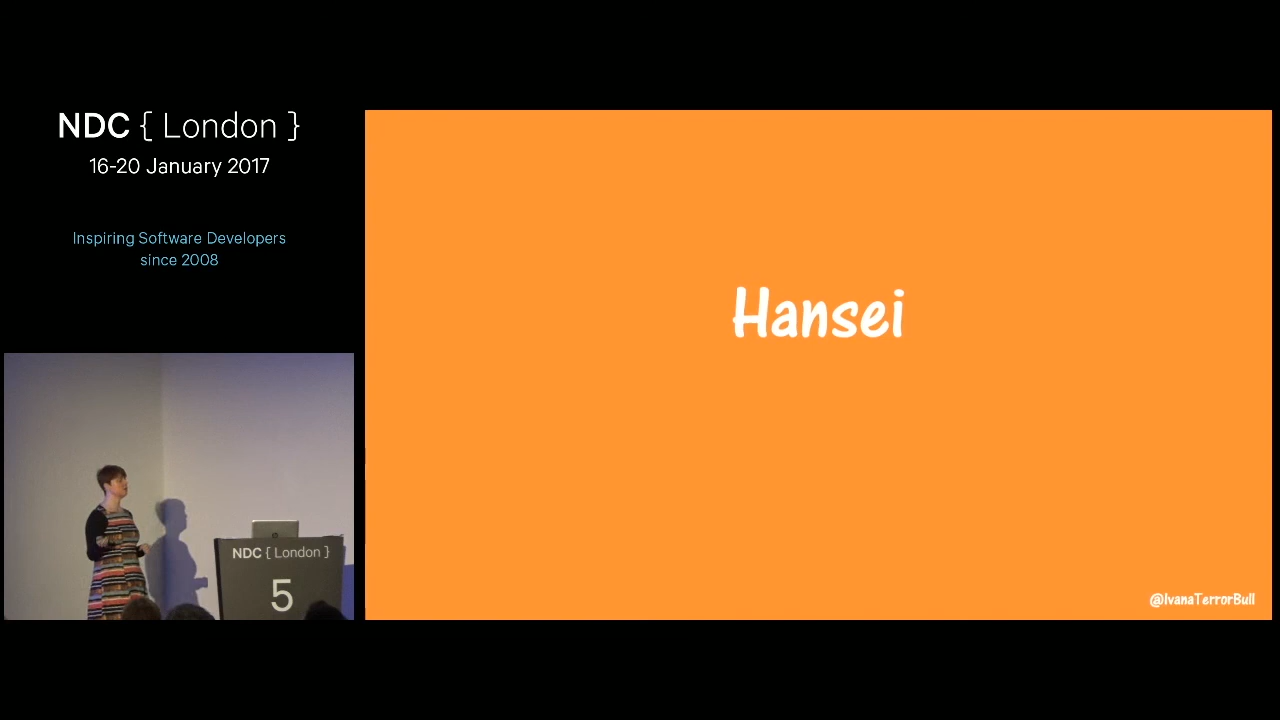 NDC { London }
16-20 January 2017
Inspiring Software Developers
since 2008
Hansei
NDC { London }
5
@IvanaTerrorBull